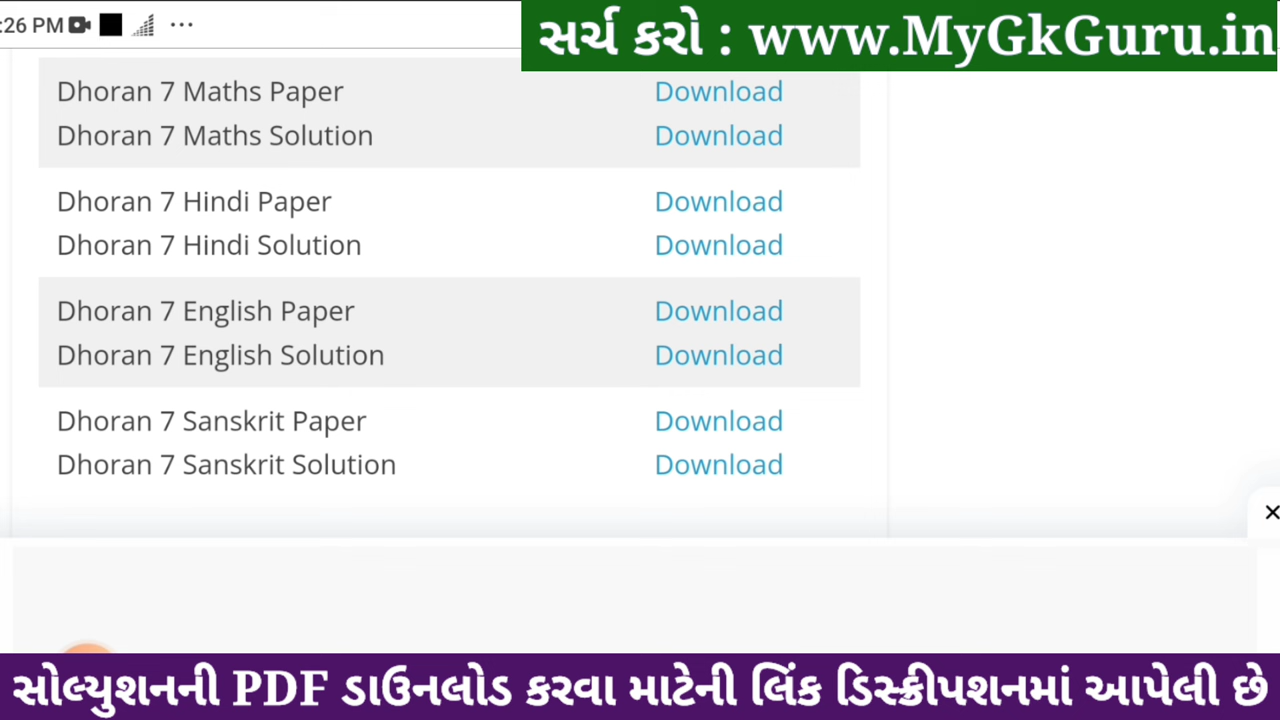 :26 PM
સર્ચ કરો : www.MyGkGuru.in
Dhoran 7 Maths Paper Download
Dhoran 7 Maths Solution Download
Dhoran 7 Hindi Paper Download
Dhoran 7 Hindi Solution Download
Dhoran 7 English Paper Download
Dhoran 7 English Solution Download
Dhoran 7 Sanskrit Paper Download
Dhoran 7 Sanskrit Solution Download
સોલ્યુશનની PDF ડાઉનલોડ કરવા માટેની લિંક ડિસ્ક્રીપશનમાં આપેલી છે